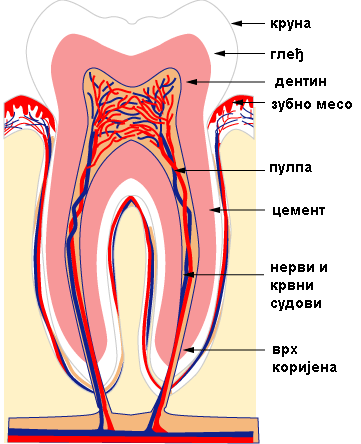 круна
глеђ
дентин
зубно месо
пулпа
цемент
нерви и
крвни
судови
врх
коријена